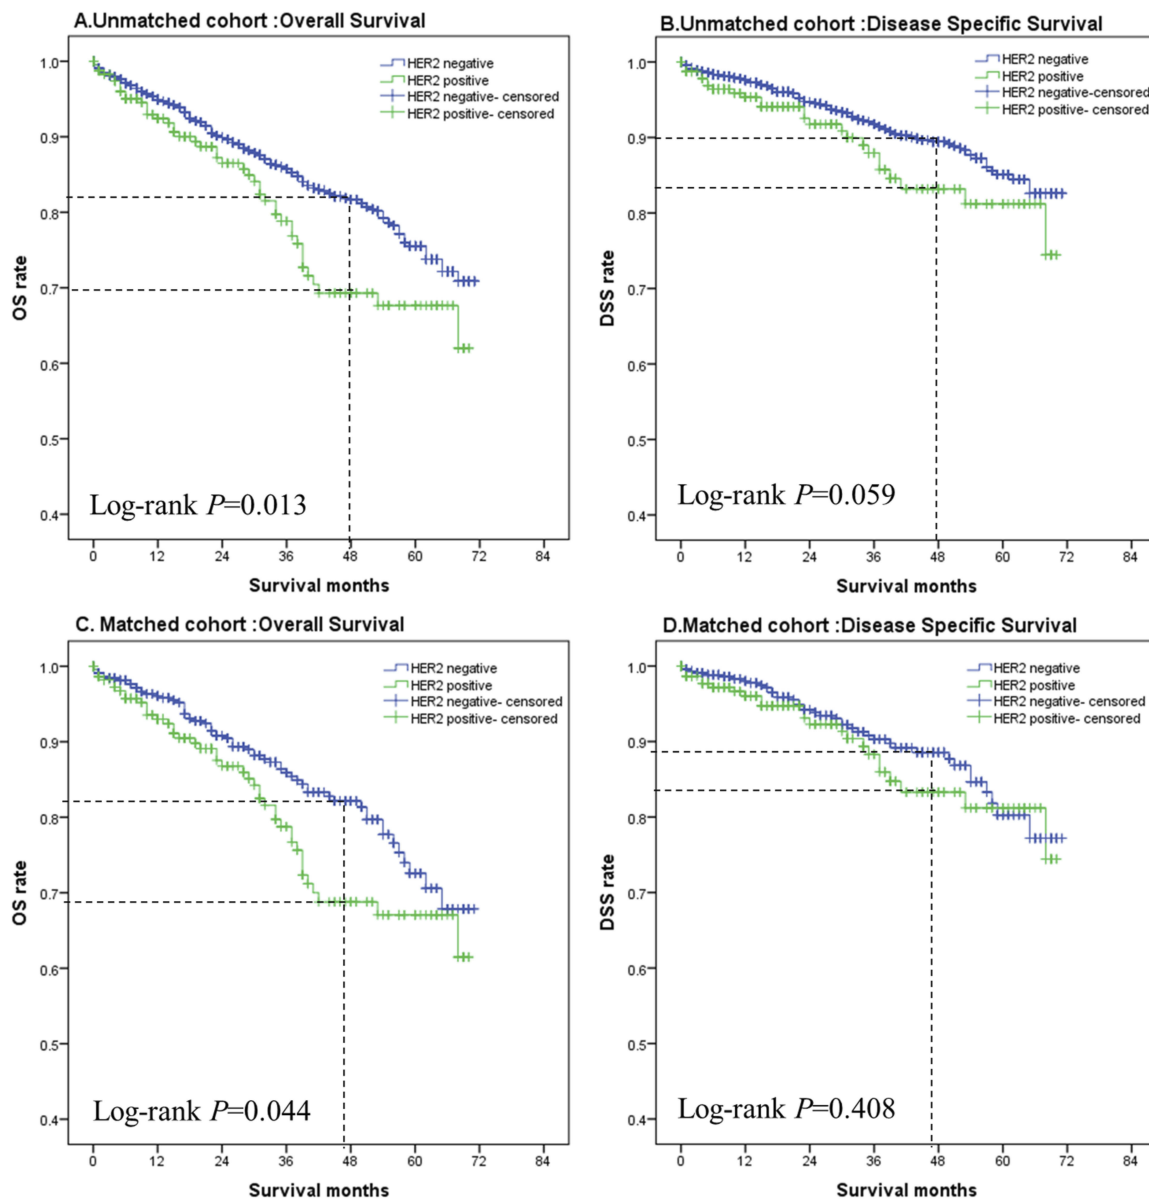 A.Unmatched cohort :Overall Survival
HER2 negative
HER2 positive
HER2 negative- censored
HER2 positive- censored
1.0
0.9
0.8
0.7
0.6
0.5
0.4
OS rate
Log-rank P=0.013
0 12 24 36 48 60 72 84
Survival months
B.Unmatched cohort :Disease Specific Survival
HER2 negative
HER2 positive
HER2 negative-censored
HER2 positive- censored
1.0
0.9
0.8
0.7
0.6
0.5
0.4
DSS rate
Log-rank P=0.059
0 12 24 36 48 60 72 84
Survival months
C. Matched cohort :Overall Survival
HER2 negative
HER2 positive
HER2 negative- censored
HER2 positive- censored
1.0
0.9
0.8
0.7
0.6
0.5
0.4
OS rate
Log-rank P=0.044
0 12 24 36 48 60 72 84
Survival months
D.Matched cohort :Disease Specific Survival
HER2 negative
HER2 positive
HER2 negative- censored
HER2 positive- censored
1.0
0.9
0.8
0.7
0.6
0.5
0.4
DSS rate
Log-rank P=0.408
0 12 24 36 48 60 72 84
Survival months